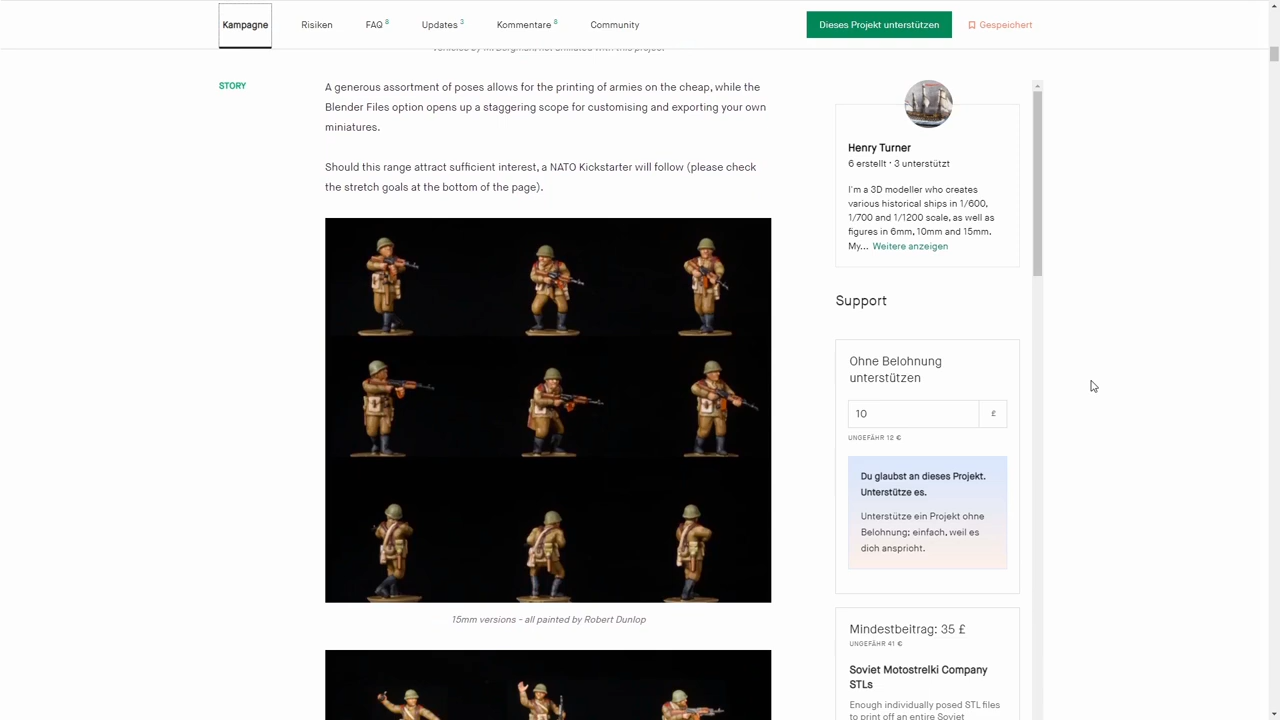 Kampagne
Risiken
FAQ 8
Updates 3
Kommentare 8
Community
Dieses Projekt unterstützen
Gespeichert
STORY
A generous assortment of poses allows for the printing of armies on the cheap, while the
Blender Files option opens up a staggering scope for customising and exporting your own
miniatures.
Should this range attract sufficient interest, a NATO Kickstarter will follow (please check
the stretch goals at the bottom of the page).
15mm versions - all painted by Robert Dunlop
Henry Turner
6 erstellt · 3 unterstützt
I'm a 3D modeller who creates
various historical ships in 1/600,
1/700 and 1/1200 scale, as well as
figures in 6mm, 10mm and 15mm.
My... Weitere anzeigen
Support
Ohne Belohnung
unterstützen
10 £
UNGEFÄHR 12 €
Du glaubst an dieses Projekt.
Unterstütze es.
Unterstütze ein Projekt ohne
Belohnung; einfach, weil es
dich anspricht.
Mindestbeitrag: 35 £
UNGEFÄHR 41 €
Soviet Motostrelki Company
STLs
Enough individually posed STL files
to print off an entire Soviet